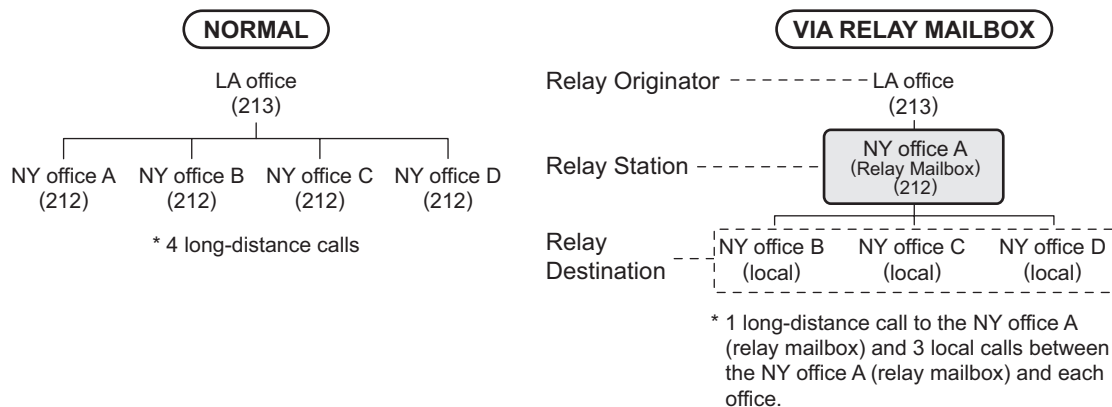 NORMAL
LA office
(213)
NY office A
(212)
NY office B
(212)
NY office C
(212)
NY office D
(212)
* 4 long-distance calls
VIA RELAY MAILBOX
Relay Originator
LA office
(213)
Relay Station
NY office A
(Relay Mailbox)
(212)
Relay
Destination
NY office B
(local)
NY office C
(local)
NY office D
(local)
* 1 long-distance call to the NY office A
(relay mailbox) and 3 local calls between
the NY office A (relay mailbox) and each
office.